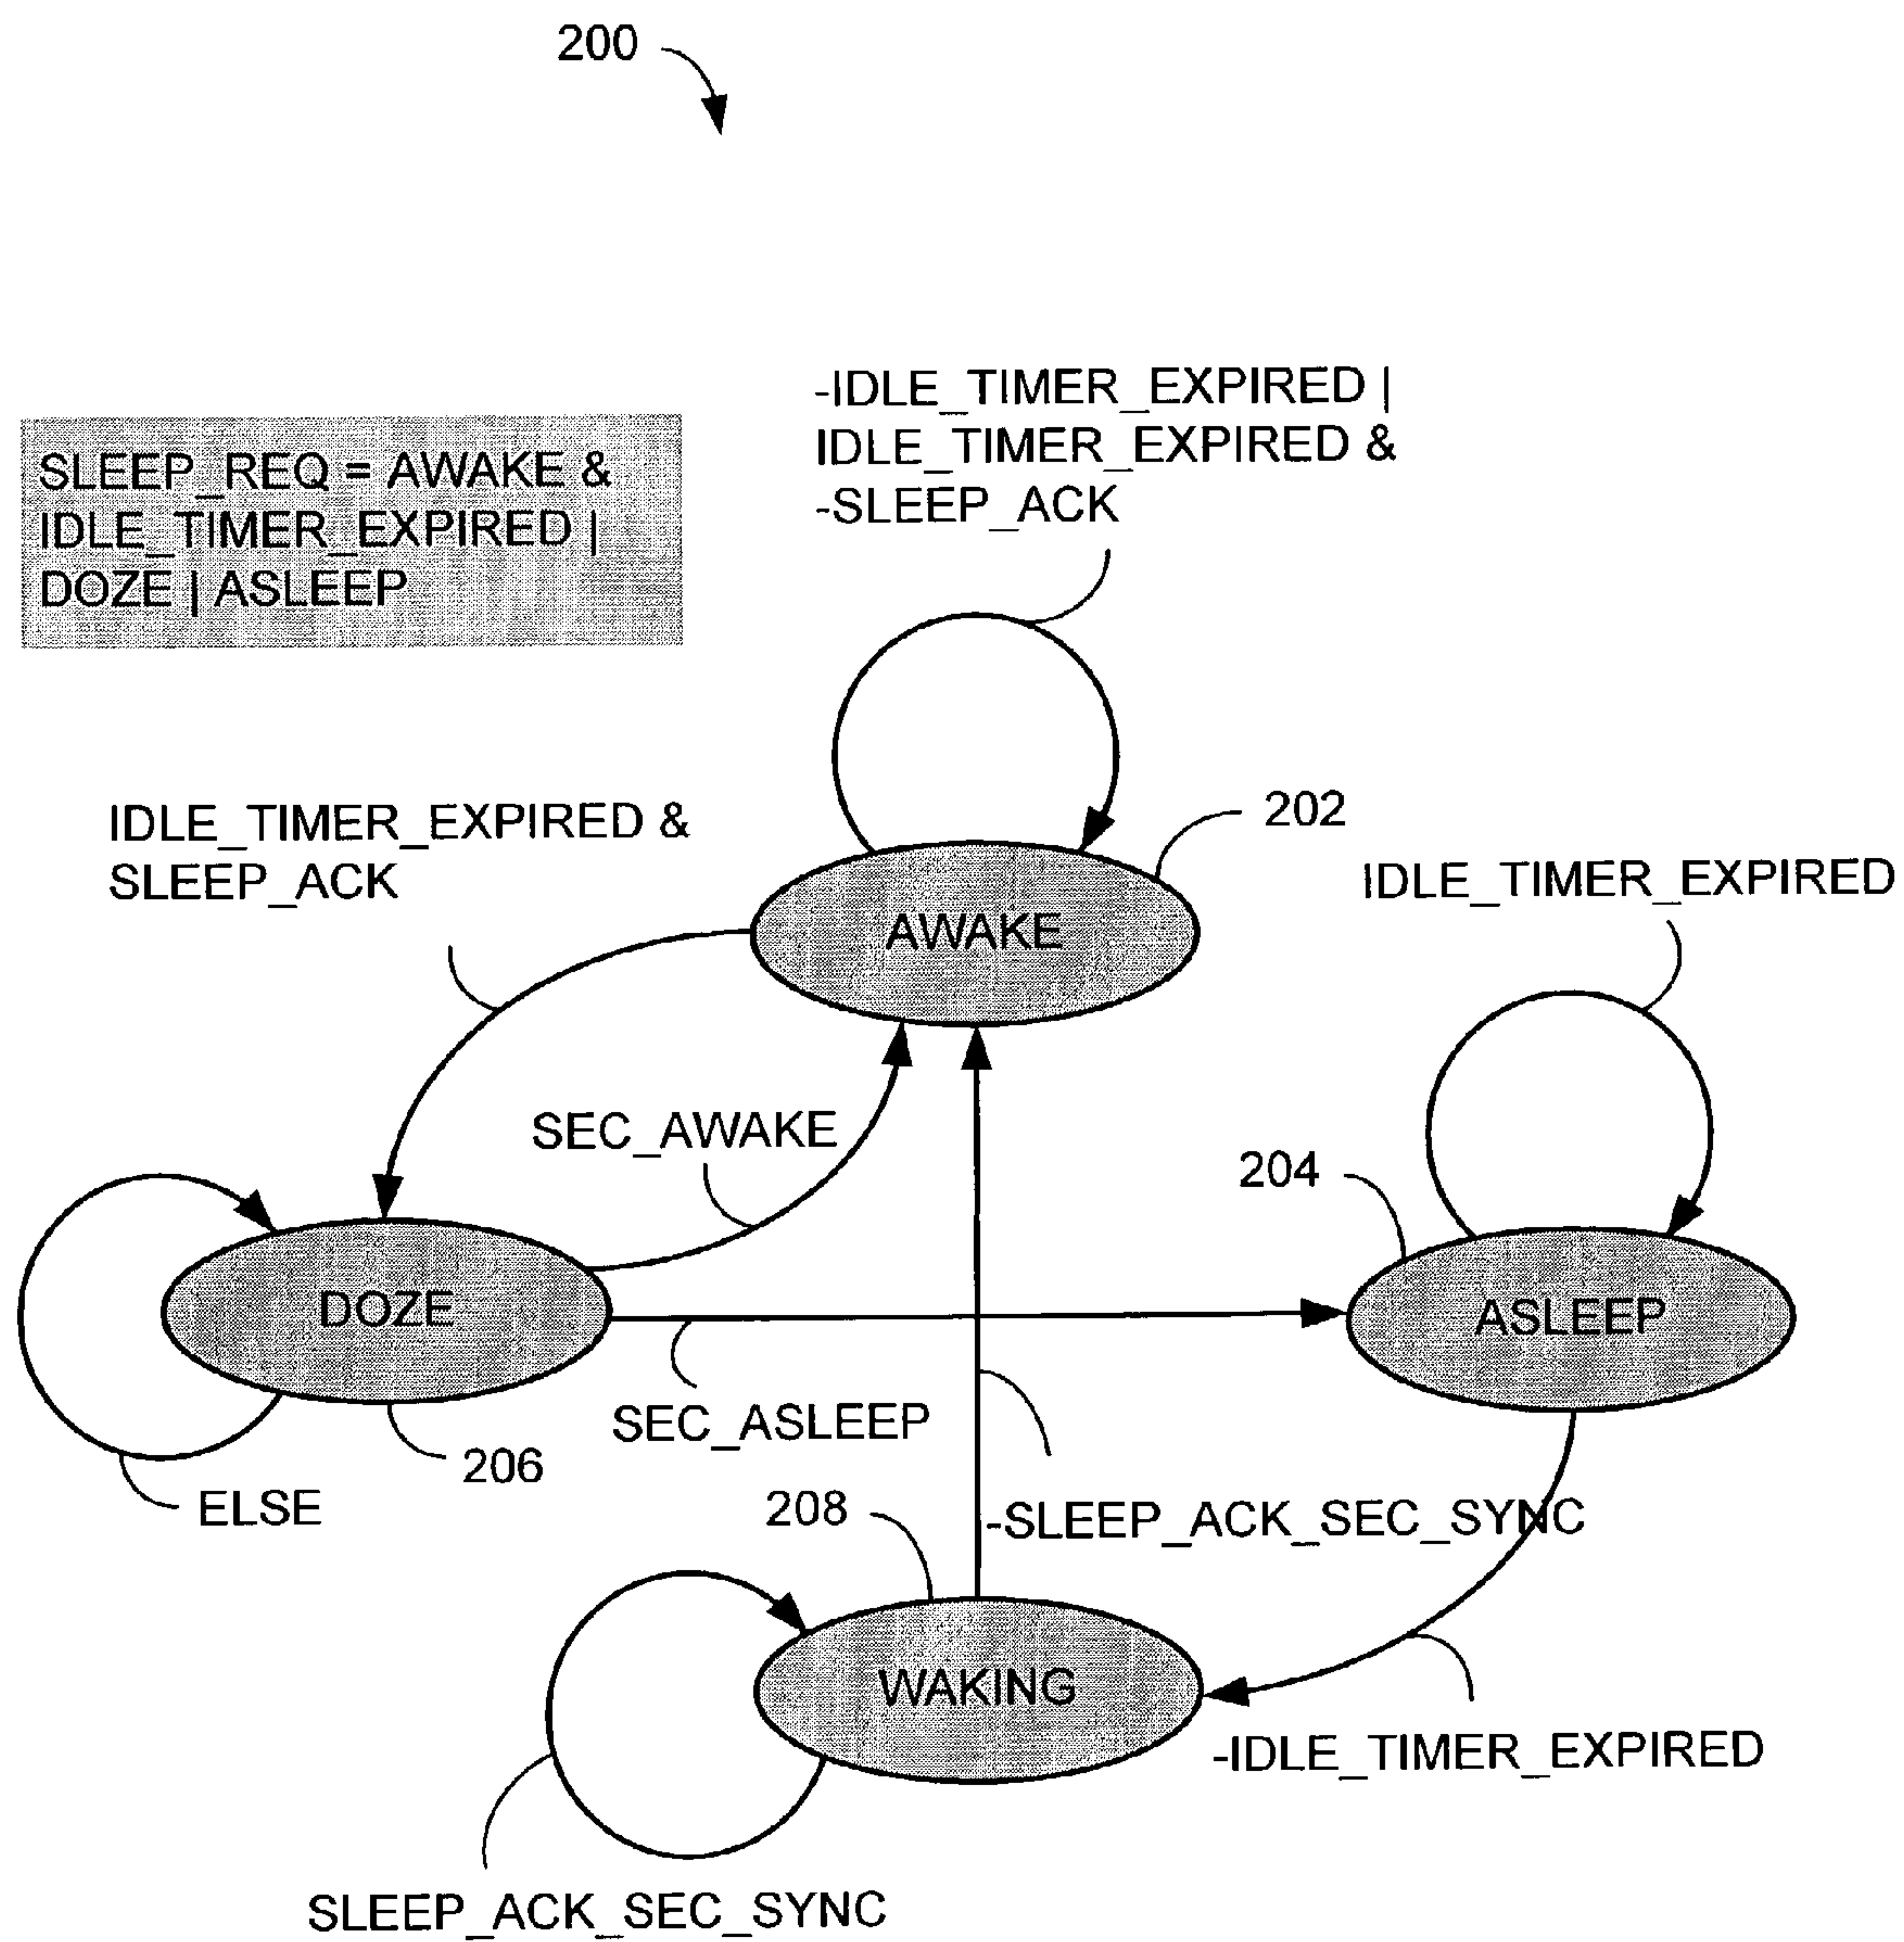 200
-IDLE_TIMER_EXPIRED |
IDLE_TIMER_EXPIRED &
-SLEEP_ACK
SLEEP_REQ = AWAKE &
IDLE_TIMER_EXPIRED |
DOZE | ASLEEP
IDLE_TIMER_EXPIRED &
SLEEP_ACK
202
IDLE_TIMER_EXPIRED
AWAKE
SEC_AWAKE
204
DOZE
ASLEEP
SEC_ASLEEP
206
ELSE
208
-SLEEP_ACK_SEC_SYNC
WAKING
-IDLE_TIMER_EXPIRED
SLEEP_ACK_SEC_SYNC